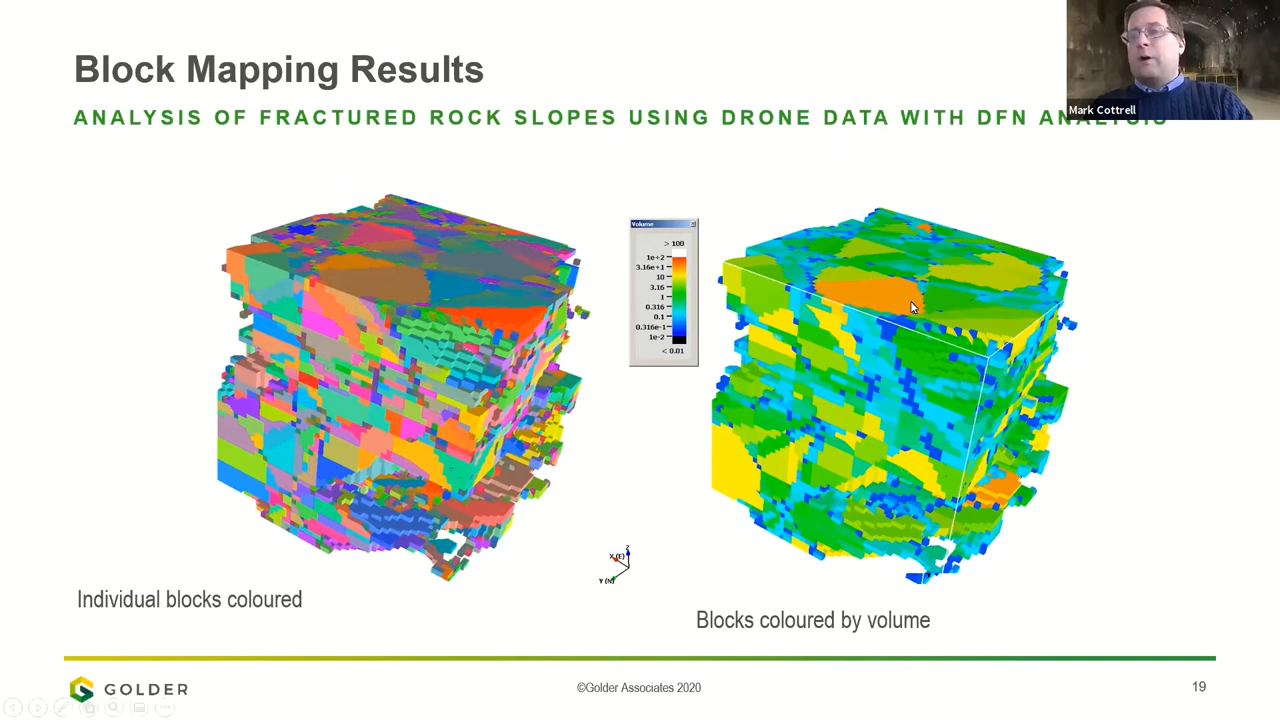 Block Mapping Results
ANALYSIS OF FRACTURED ROCK SLOPES USING DRONE DATA WITH DFN ANALYSIS
Mark Cottrell
Volume
> 100
1e+2
3.16e+1
10
3.16
1
0.316
0.1
0.316e-1
1e-2
< 0.01
Z
X (E)
Y (N)
Individual blocks coloured
Blocks coloured by volume
GOLDER
©Golder Associates 2020
19